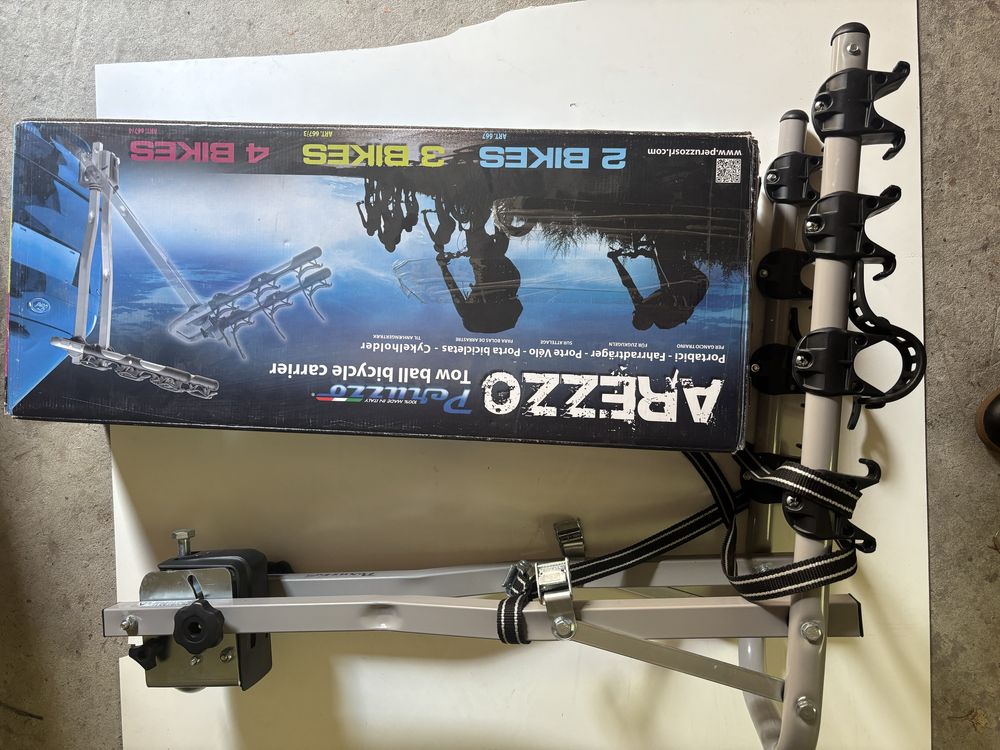 AREZZO
Peruzzo
100% MADE IN ITALY
Tow ball bicycle carrier
Portabici - Fahrradträger - Porte Vélo - Porta bicicletas - Cykelholder
PER GANCIO TRAINO
FÜR ZUGKUGELN
SUR ATTELAGE
PARA BOLAS DE ARRASTRE
TIL ANHÆNGERTRÆK
www.peruzzosrl.com
2 BIKES
ART. 667
3 BIKES
ART. 667/3
4 BIKES
ART. 667/4